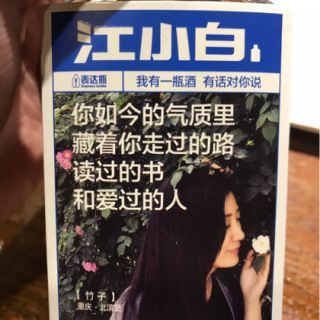 江小白
表达瓶
Express bottle
我有一瓶酒 有话对你说
你如今的气质里
藏着你走过的路
读过的书
和爱过的人
【竹子】
重庆·北滨路